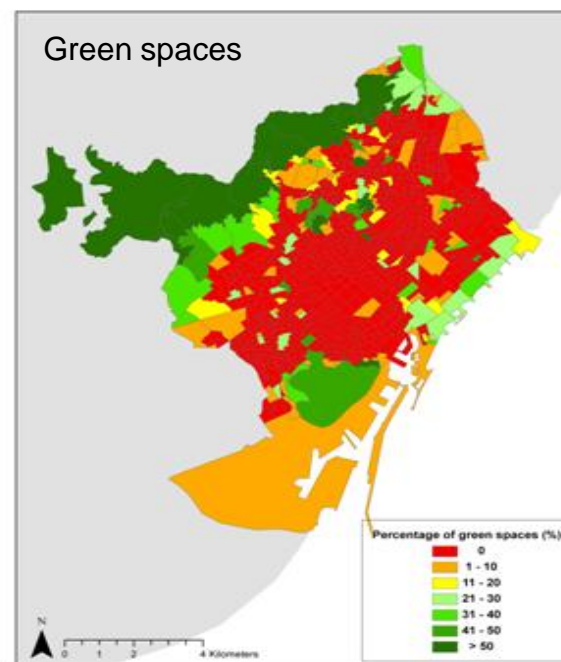 Green spaces
Percentage of green spaces (%)
0
1 - 10
11 - 20
21 - 30
31 - 40
41 - 50
> 50
N
0 1 2 4 Kilometers